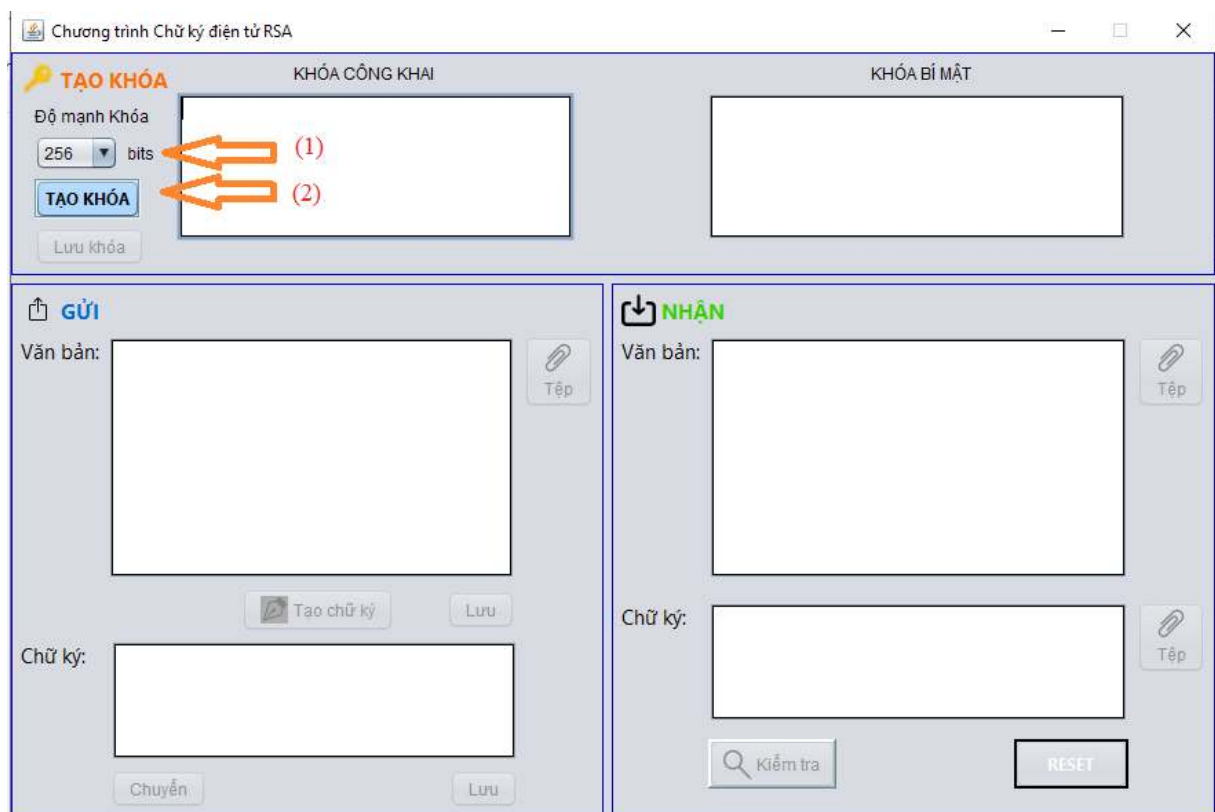 Chương trình Chữ ký điện tử RSA
TẠO KHÓA
KHÓA CÔNG KHAI
KHÓA BÍ MẬT
Độ mạnh Khóa
256 bits
(1)
TẠO KHÓA
(2)
Lưu khóa
GỬI
Văn bản:
Tệp
Tạo chữ ký
Lưu
Chữ ký:
Chuyển
Lưu
NHẬN
Văn bản:
Tệp
Chữ ký:
Tệp
Kiểm tra
RESET